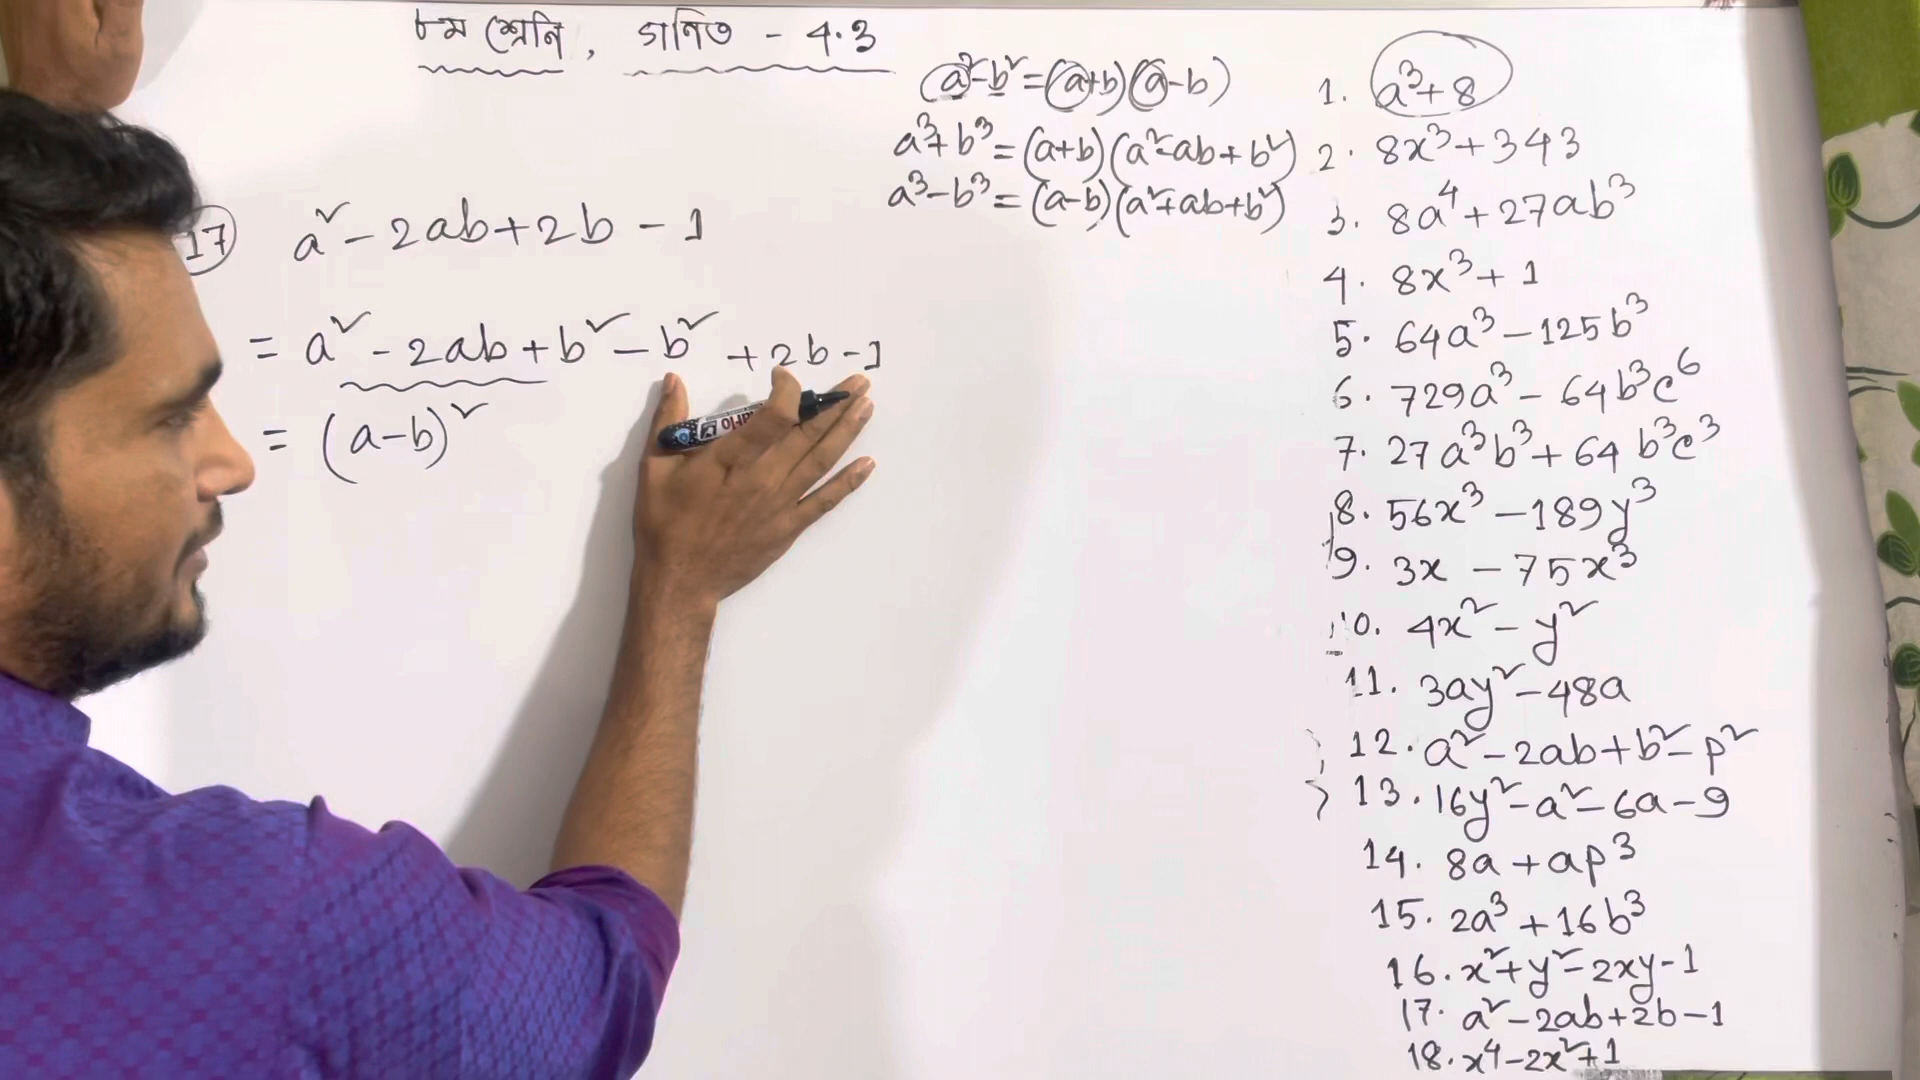 ৮ম শ্রেনি, গনিত - 4.3
a² - b² = (a+b)(a-b)
a³ + b³ = (a+b)(a² - ab + b²)
a³ - b³ = (a-b)(a² + ab + b²)
17 a² - 2ab + 2b - 1
= a² - 2ab + b² - b² + 2b - 1
= (a-b)²
1. a³ + 8
2. 8x³ + 343
3. 8a⁴ + 27ab³
4. 8x³ + 1
5. 64a³ - 125b³
6. 729a³ - 64b³c⁶
7. 27a³b³ + 64b³c³
8. 56x³ - 189y³
9. 3x - 75x³
10. 4x² - y²
11. 3ay² - 48a
12. a² - 2ab + b² - p²
13. 16y² - a² - 6a - 9
14. 8a + ap³
15. 2a³ + 16b³
16. x² + y² - 2xy - 1
17. a² - 2ab + 2b - 1
18. x⁴ - 2x² + 1